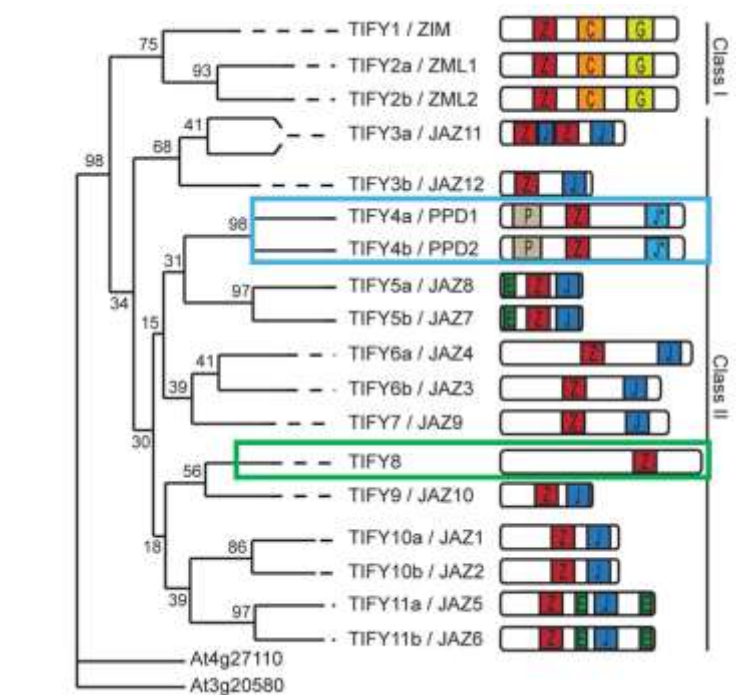 75 TIFY1 / ZIM Z C G
93 TIFY2a / ZML1 Z C G
TIFY2b / ZML2 Z C G
Class I
41 TIFY3a / JAZ11 Z J Z J
68
98
TIFY3b / JAZ12 Z J
98 TIFY4a / PPD1 P Z J*
TIFY4b / PPD2 P Z J*
31
97 TIFY5a / JAZ8 E Z J
TIFY5b / JAZ7 E Z J
34
15
TIFY6a / JAZ4 Z J
41
TIFY6b / JAZ3 Z J
39
TIFY7 / JAZ9 Z J
Class II
30
TIFY8 Z
56
TIFY9 / JAZ10 Z J
TIFY10a / JAZ1 Z J
86
18
TIFY10b / JAZ2 Z J
39
97 TIFY11a / JAZ5 Z E J E
TIFY11b / JAZ6 Z E J E
At4g27110
At3g20580